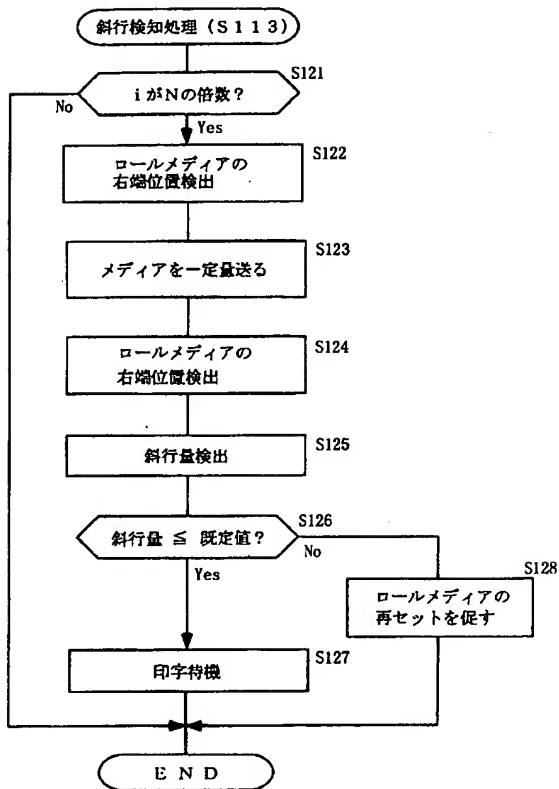 斜行検知処理(S113)
S121
iがNの倍数?
No
Yes
S122
ロールメディアの
右端位置検出
S123
メディアを一定量送る
S124
ロールメディアの
右端位置検出
S125
斜行量検出
S126
斜行量 ≦ 既定値?
No
Yes
S128
ロールメディアの
再セットを促す
S127
印字待機
END